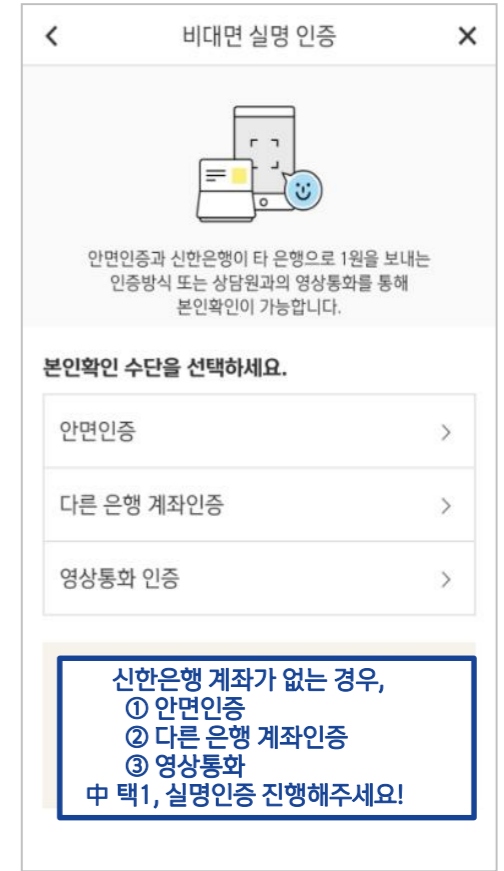 비대면 실명 인증
안면인증과 신한은행이 타 은행으로 1원을 보내는
인증방식 또는 상담원과의 영상통화를 통해
본인확인이 가능합니다.
본인확인 수단을 선택하세요.
안면인증
다른 은행 계좌인증
영상통화 인증
신한은행 계좌가 없는 경우,
① 안면인증
② 다른 은행 계좌인증
③ 영상통화
中 택1, 실명인증 진행해주세요!